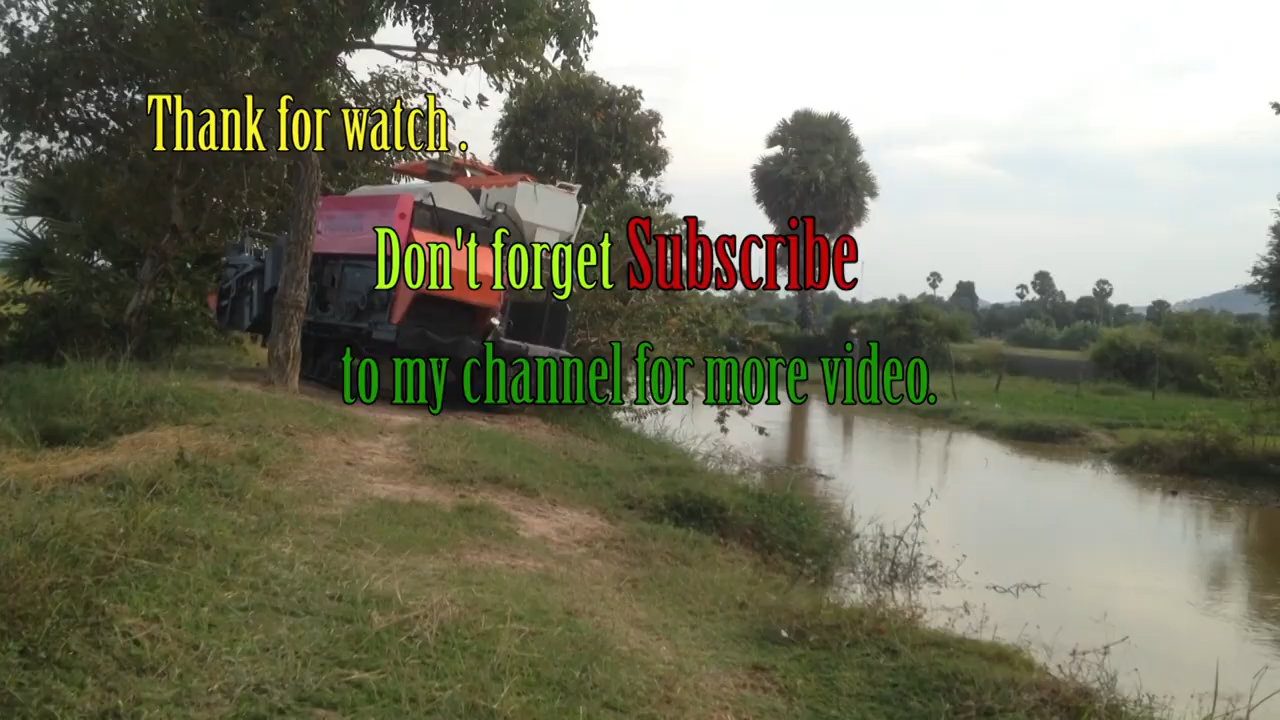 Thank for watch .
Don't forget Subscribe
to my channel for more video.